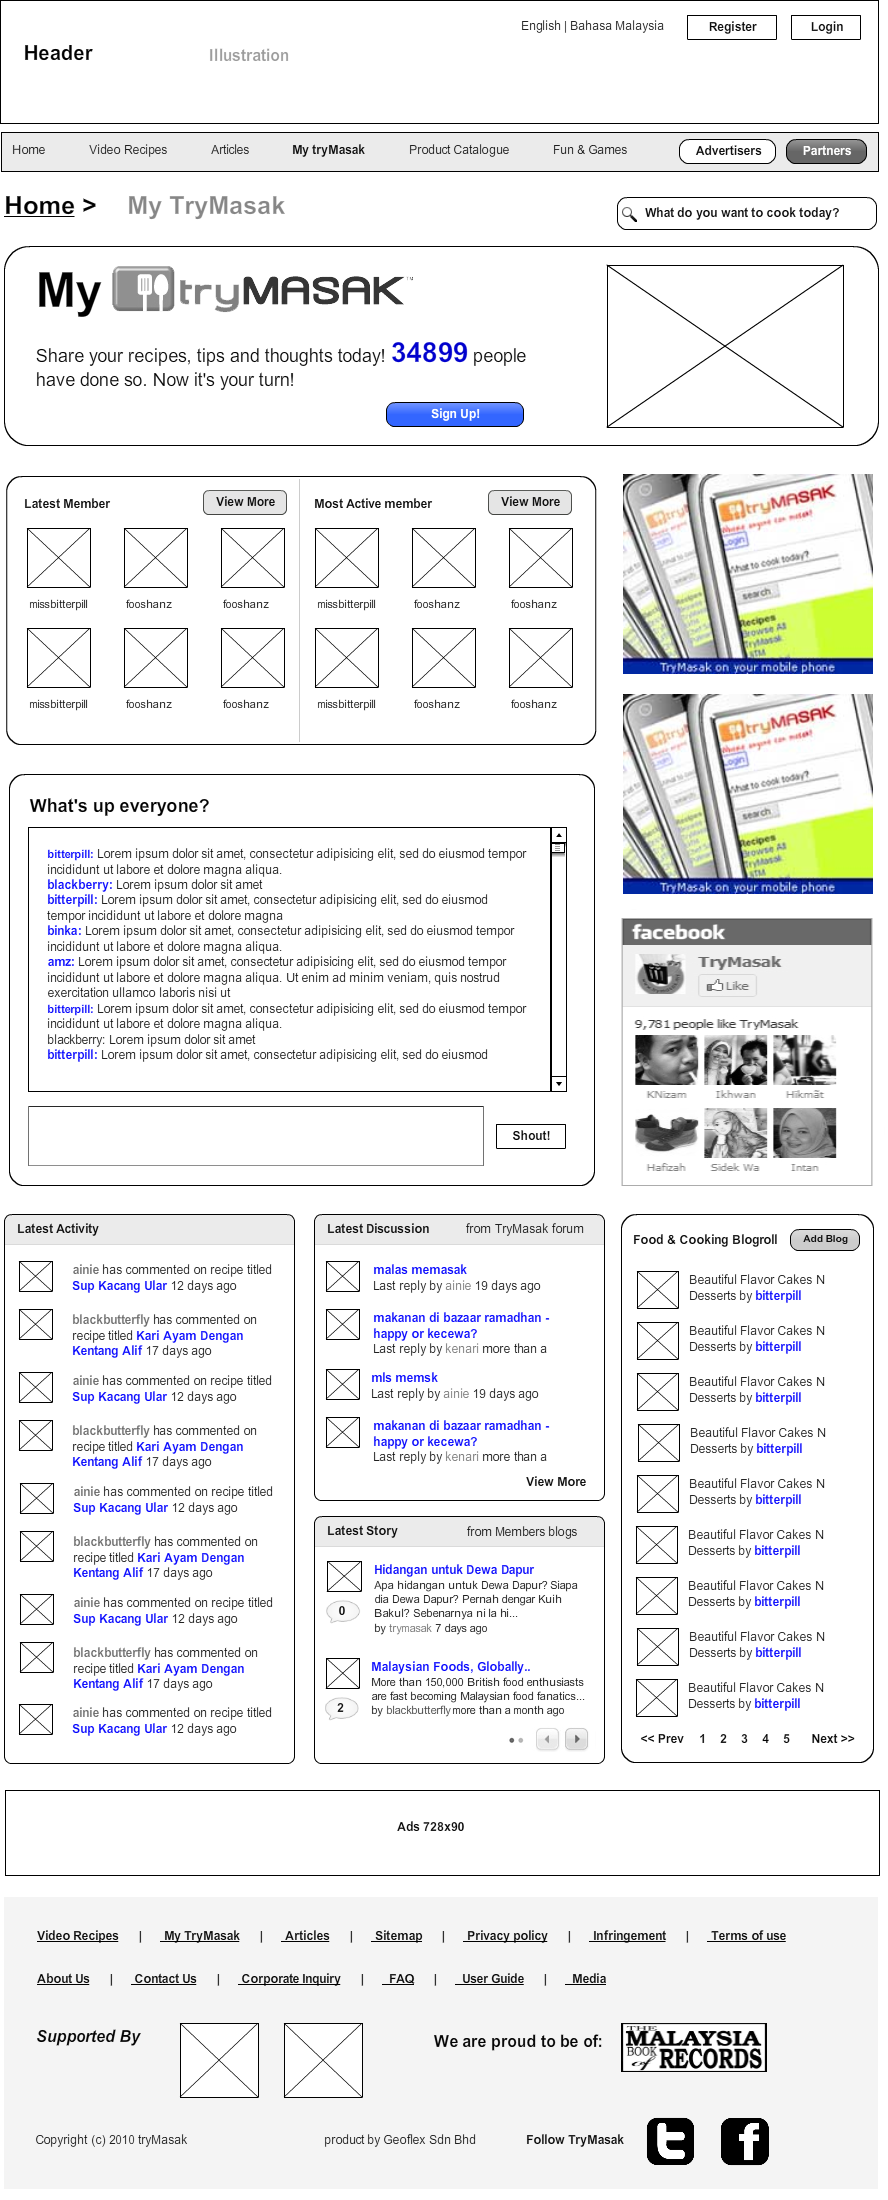 English | Bahasa Malaysia
Register
Login
Header
Illustration
Home
Video Recipes
Articles
My tryMasak
Product Catalogue
Fun & Games
Advertisers
Partners
Home >
My TryMasak
What do you want to cook today?
My tryMASAK™
Share your recipes, tips and thoughts today! 34899 people
have done so. Now it's your turn!
Sign Up!
Latest Member
View More
missbitterpill
fooshanz
fooshanz
missbitterpill
fooshanz
fooshanz
Most Active member
View More
missbitterpill
fooshanz
fooshanz
missbitterpill
fooshanz
fooshanz
tryMASAK
Where anyone can masak!
Login
What to cook today?
search
Recipes
Browse All
TryMasak
TryMasak on your mobile phone
tryMASAK
Where anyone can masak!
Login
What to cook today?
search
Recipes
Browse All
TryMasak
TryMasak on your mobile phone
What's up everyone?
bitterpill: Lorem ipsum dolor sit amet, consectetur adipisicing elit, sed do eiusmod tempor
incididunt ut labore et dolore magna aliqua.
blackberry: Lorem ipsum dolor sit amet
bitterpill: Lorem ipsum dolor sit amet, consectetur adipisicing elit, sed do eiusmod
tempor incididunt ut labore et dolore magna
binka: Lorem ipsum dolor sit amet, consectetur adipisicing elit, sed do eiusmod tempor
incididunt ut labore et dolore magna aliqua.
amz: Lorem ipsum dolor sit amet, consectetur adipisicing elit, sed do eiusmod tempor
incididunt ut labore et dolore magna aliqua. Ut enim ad minim veniam, quis nostrud
exercitation ullamco laboris nisi ut
bitterpill: Lorem ipsum dolor sit amet, consectetur adipisicing elit, sed do eiusmod tempor
incididunt ut labore et dolore magna aliqua.
blackberry: Lorem ipsum dolor sit amet
bitterpill: Lorem ipsum dolor sit amet, consectetur adipisicing elit, sed do eiusmod
Shout!
facebook
TryMasak
Like
9,781 people like TryMasak
KNizam
Ikhwan
Hikmãt
Hafizah
Sidek Wa
Intan
Latest Activity
ainie has commented on recipe titled
Sup Kacang Ular 12 days ago
blackbutterfly has commented on
recipe titled Kari Ayam Dengan
Kentang Alif 17 days ago
ainie has commented on recipe titled
Sup Kacang Ular 12 days ago
blackbutterfly has commented on
recipe titled Kari Ayam Dengan
Kentang Alif 17 days ago
ainie has commented on recipe titled
Sup Kacang Ular 12 days ago
blackbutterfly has commented on
recipe titled Kari Ayam Dengan
Kentang Alif 17 days ago
ainie has commented on recipe titled
Sup Kacang Ular 12 days ago
blackbutterfly has commented on
recipe titled Kari Ayam Dengan
Kentang Alif 17 days ago
ainie has commented on recipe titled
Sup Kacang Ular 12 days ago
Latest Discussion
from TryMasak forum
malas memasak
Last reply by ainie 19 days ago
makanan di bazaar ramadhan -
happy or kecewa?
Last reply by kenari more than a
mls memsk
Last reply by ainie 19 days ago
makanan di bazaar ramadhan -
happy or kecewa?
Last reply by kenari more than a
View More
Latest Story
from Members blogs
Hidangan untuk Dewa Dapur
Apa hidangan untuk Dewa Dapur? Siapa
dia Dewa Dapur? Pernah dengar Kuih
Bakul? Sebenarnya ni la hi...
by trymasak 7 days ago
0
Malaysian Foods, Globally..
More than 150,000 British food enthusiasts
are fast becoming Malaysian food fanatics...
by blackbutterfly more than a month ago
2
Food & Cooking Blogroll
Add Blog
Beautiful Flavor Cakes N
Desserts by bitterpill
Beautiful Flavor Cakes N
Desserts by bitterpill
Beautiful Flavor Cakes N
Desserts by bitterpill
Beautiful Flavor Cakes N
Desserts by bitterpill
Beautiful Flavor Cakes N
Desserts by bitterpill
Beautiful Flavor Cakes N
Desserts by bitterpill
Beautiful Flavor Cakes N
Desserts by bitterpill
Beautiful Flavor Cakes N
Desserts by bitterpill
Beautiful Flavor Cakes N
Desserts by bitterpill
<< Prev 1 2 3 4 5 Next >>
Ads 728x90
Video Recipes | My TryMasak | Articles | Sitemap | Privacy policy | Infringement | Terms of use
About Us | Contact Us | Corporate Inquiry | FAQ | User Guide | Media
Supported By
We are proud to be of:
THE
MALAYSIA
BOOK of RECORDS
Copyright (c) 2010 tryMasak
product by Geoflex Sdn Bhd
Follow TryMasak
t
f